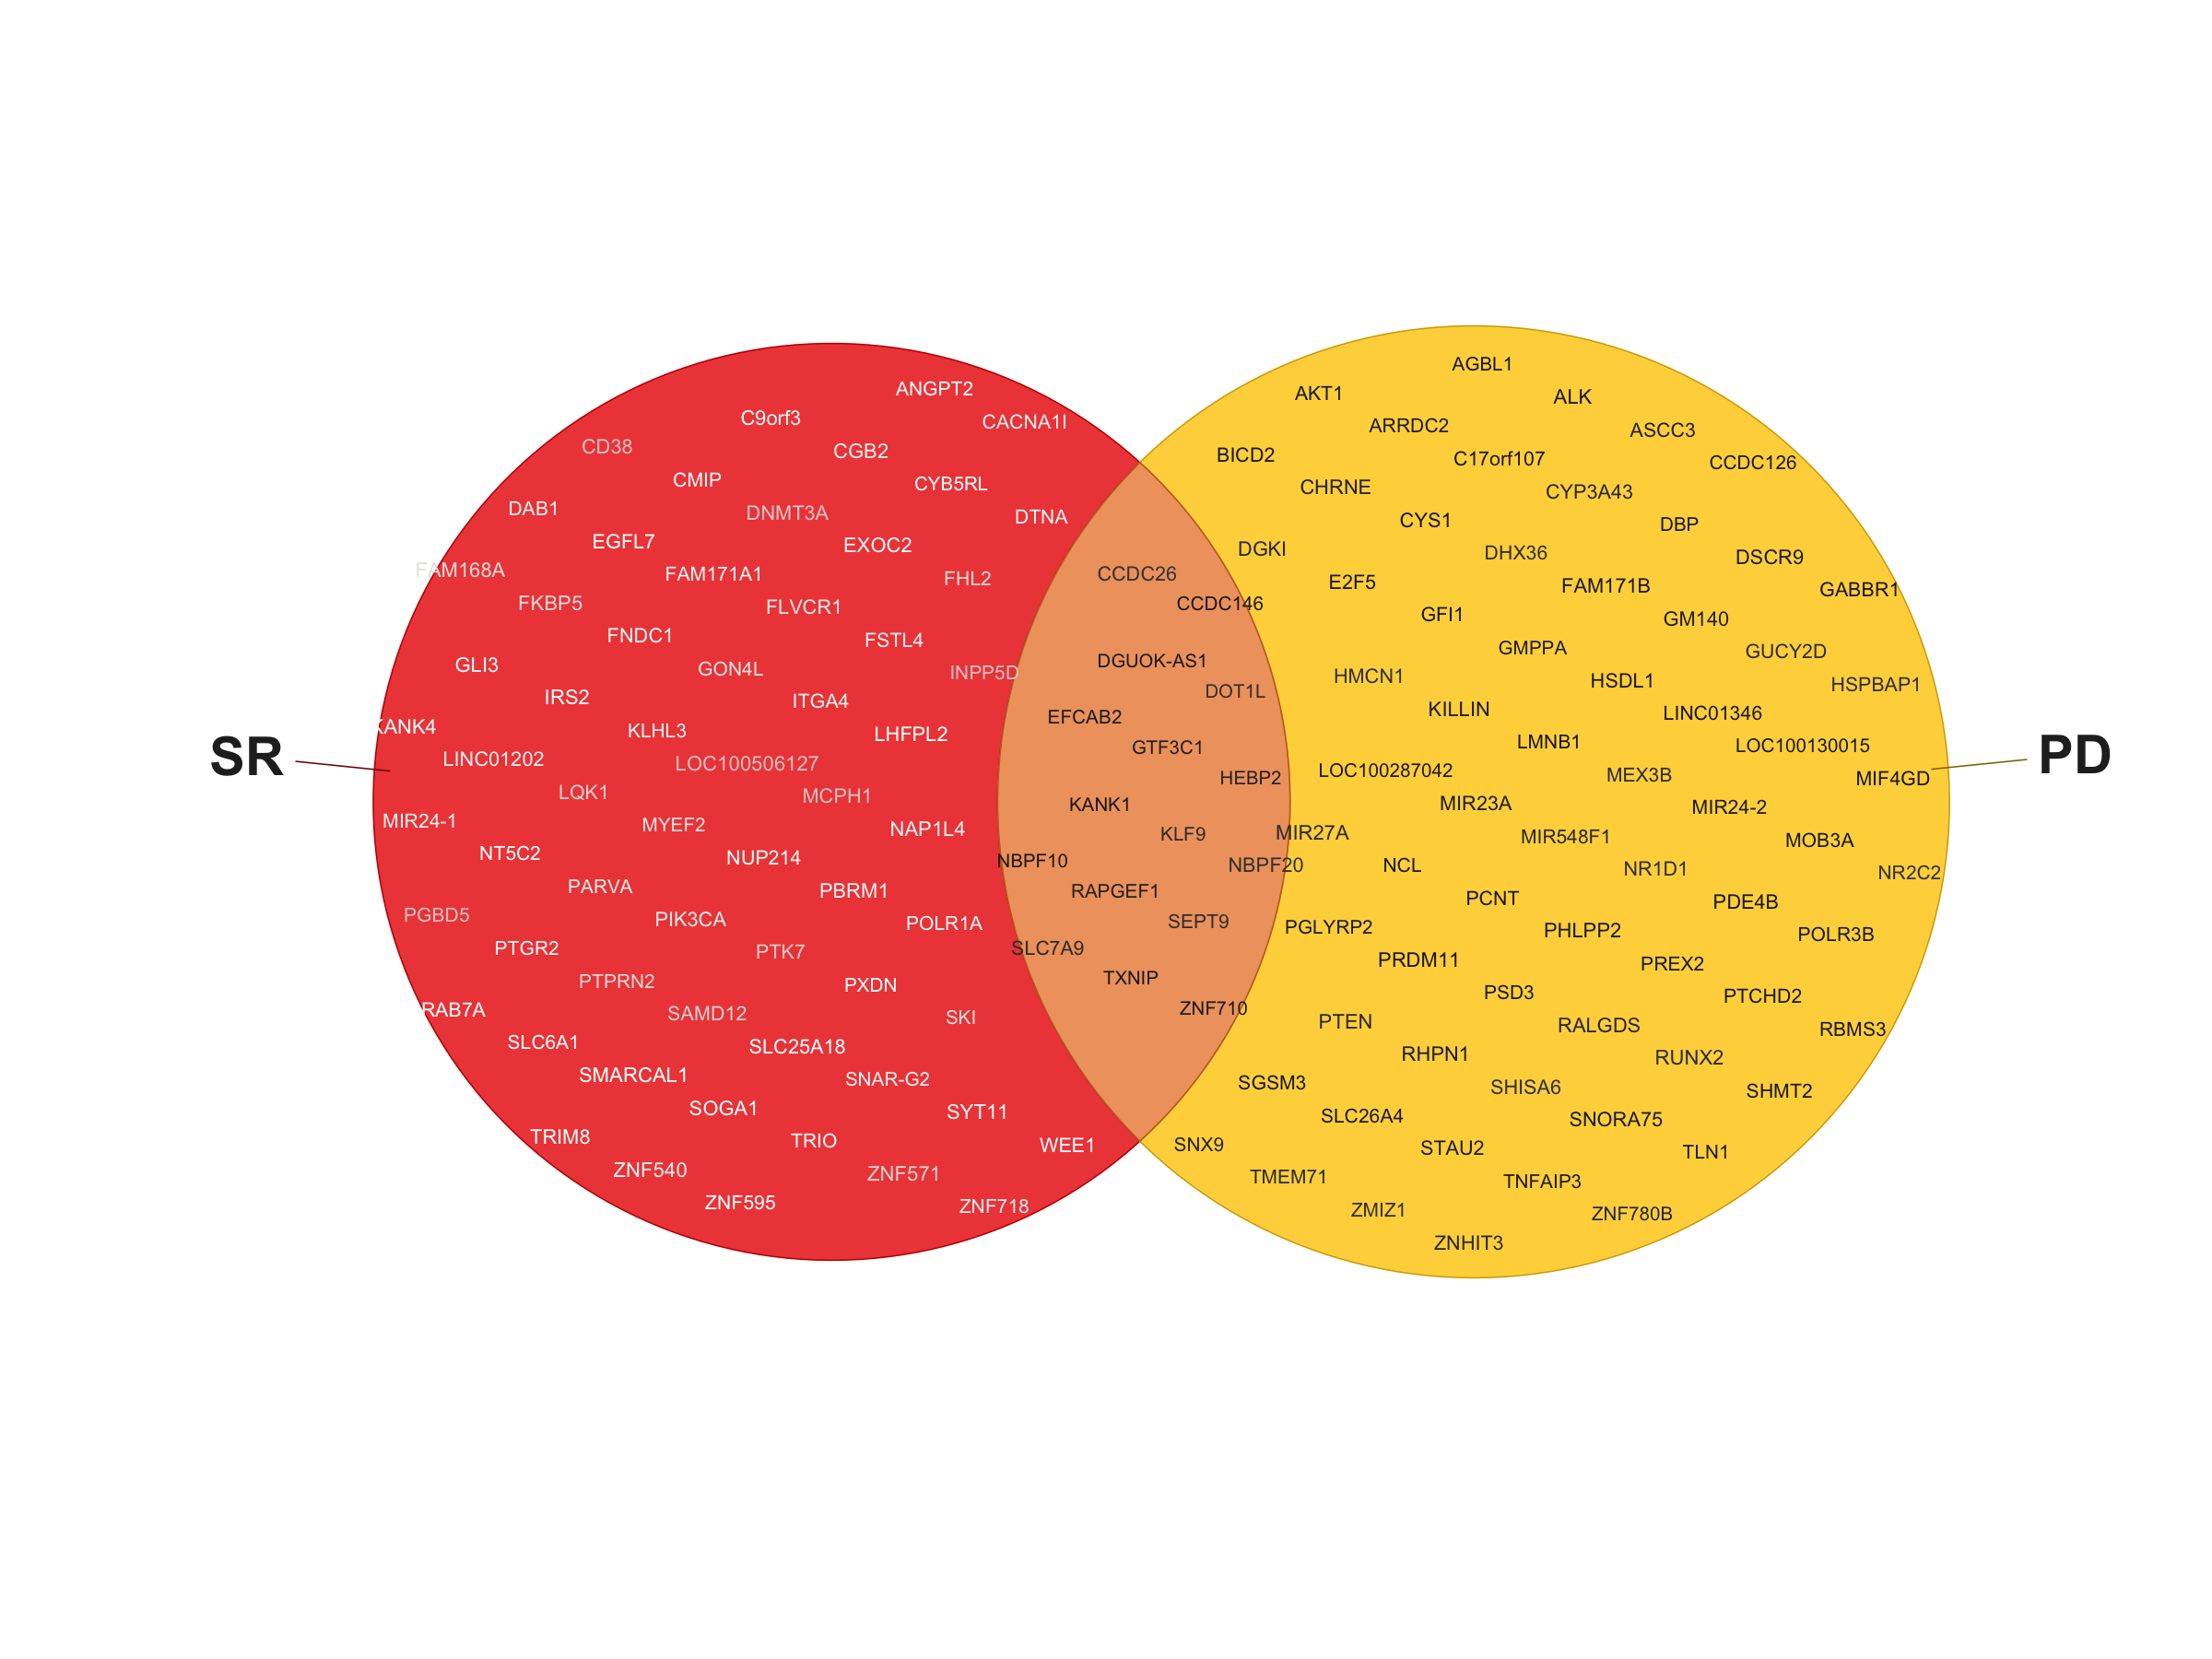 SR
ANGPT2
C9orf3
CACNA1I
CD38
CGB2
CMIP
CYB5RL
DAB1
DNMT3A
DTNA
EGFL7
EXOC2
FAM168A
FAM171A1
FHL2
FKBP5
FLVCR1
FNDC1
FSTL4
GLI3
GON4L
INPP5D
IRS2
ITGA4
KANK4
KLHL3
LHFPL2
LINC01202
LOC100506127
LQK1
MCPH1
MIR24-1
MYEF2
NAP1L4
NT5C2
NUP214
PARVA
PBRM1
PGBD5
PIK3CA
POLR1A
PTGR2
PTK7
PTPRN2
PXDN
RAB7A
SAMD12
SKI
SLC6A1
SLC25A18
SMARCAL1
SNAR-G2
SOGA1
SYT11
TRIM8
TRIO
WEE1
ZNF540
ZNF571
ZNF595
ZNF718
CCDC26
CCDC146
DGUOK-AS1
DOT1L
EFCAB2
GTF3C1
HEBP2
KANK1
KLF9
NBPF10
NBPF20
RAPGEF1
SEPT9
SLC7A9
TXNIP
ZNF710
AGBL1
AKT1
ALK
ARRDC2
ASCC3
BICD2
C17orf107
CCDC126
CHRNE
CYP3A43
CYS1
DBP
DGKI
DHX36
DSCR9
E2F5
FAM171B
GABBR1
GFI1
GM140
GMPPA
GUCY2D
HMCN1
HSDL1
HSPBAP1
KILLIN
LINC01346
LMNB1
LOC100130015
LOC100287042
MEX3B
MIF4GD
MIR23A
MIR24-2
MIR27A
MIR548F1
MOB3A
NCL
NR1D1
NR2C2
PCNT
PDE4B
PGLYRP2
PHLPP2
POLR3B
PRDM11
PREX2
PSD3
PTCHD2
PTEN
RALGDS
RBMS3
RHPN1
RUNX2
SGSM3
SHISA6
SHMT2
SLC26A4
SNORA75
SNX9
STAU2
TLN1
TMEM71
TNFAIP3
ZMIZ1
ZNF780B
ZNHIT3
PD